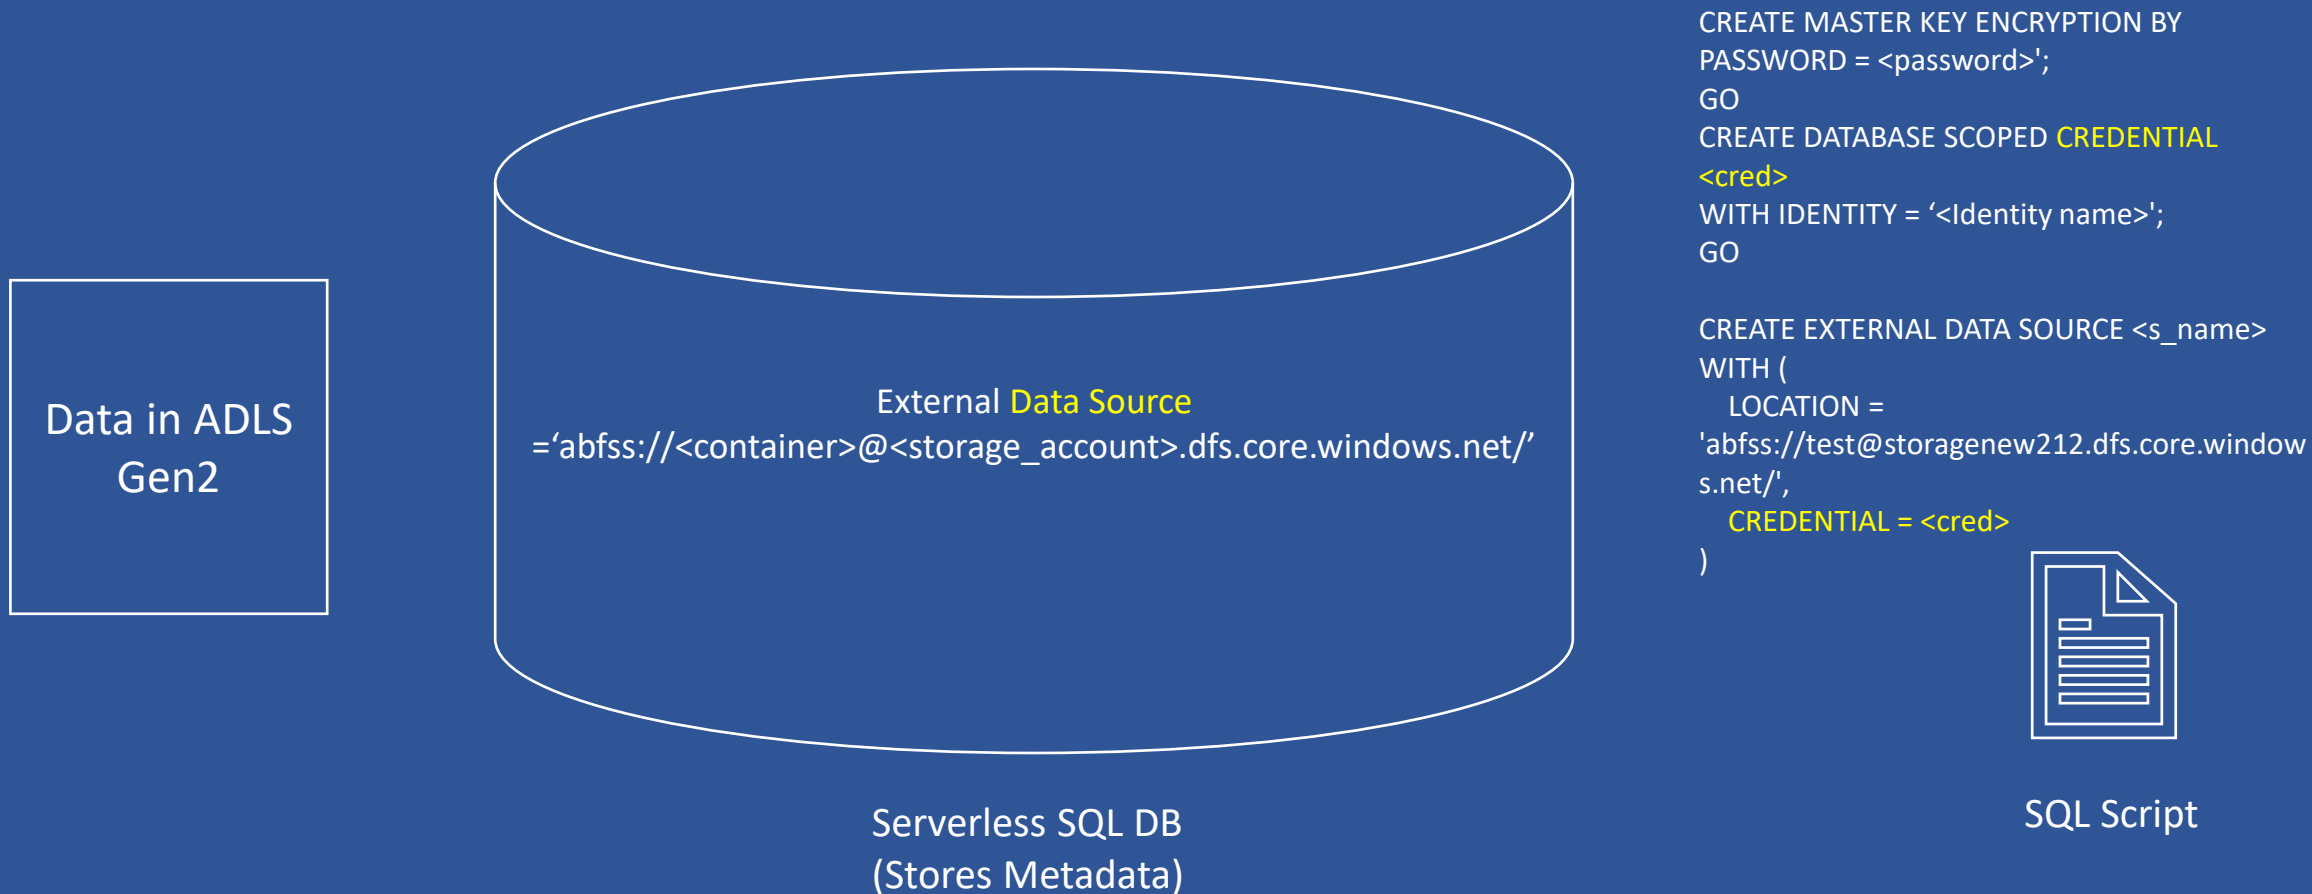 Data in ADLS
Gen2
External Data Source
=‘abfss://<container>@<storage_account>.dfs.core.windows.net/’
Serverless SQL DB
(Stores Metadata)
CREATE MASTER KEY ENCRYPTION BY
PASSWORD = <password>';
GO
CREATE DATABASE SCOPED CREDENTIAL
<cred>
WITH IDENTITY = ‘<Identity name>';
GO
CREATE EXTERNAL DATA SOURCE <s_name>
WITH (
LOCATION =
'abfss://test@storagenew212.dfs.core.window
s.net/',
CREDENTIAL = <cred>
)
SQL Script